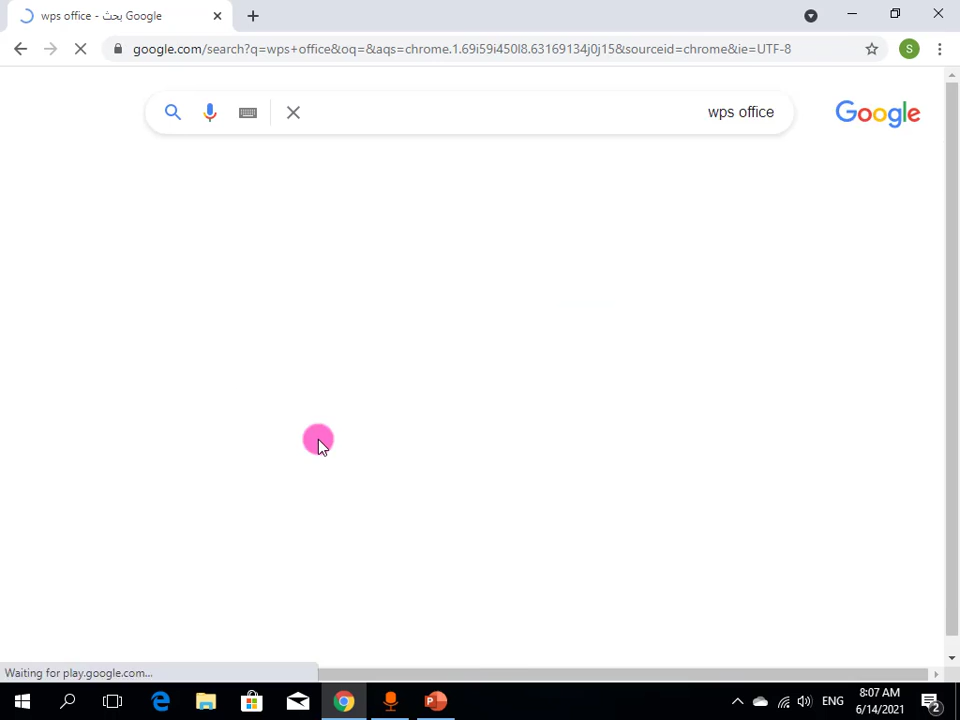 wps office - بحث Google
google.com/search?q=wps+office&oq=&aqs=chrome.1.69i59i450l8.63169134j0j15&sourceid=chrome&ie=UTF-8
S
wps office
Google
Waiting for play.google.com...
ENG
8:07 AM
6/14/2021
2